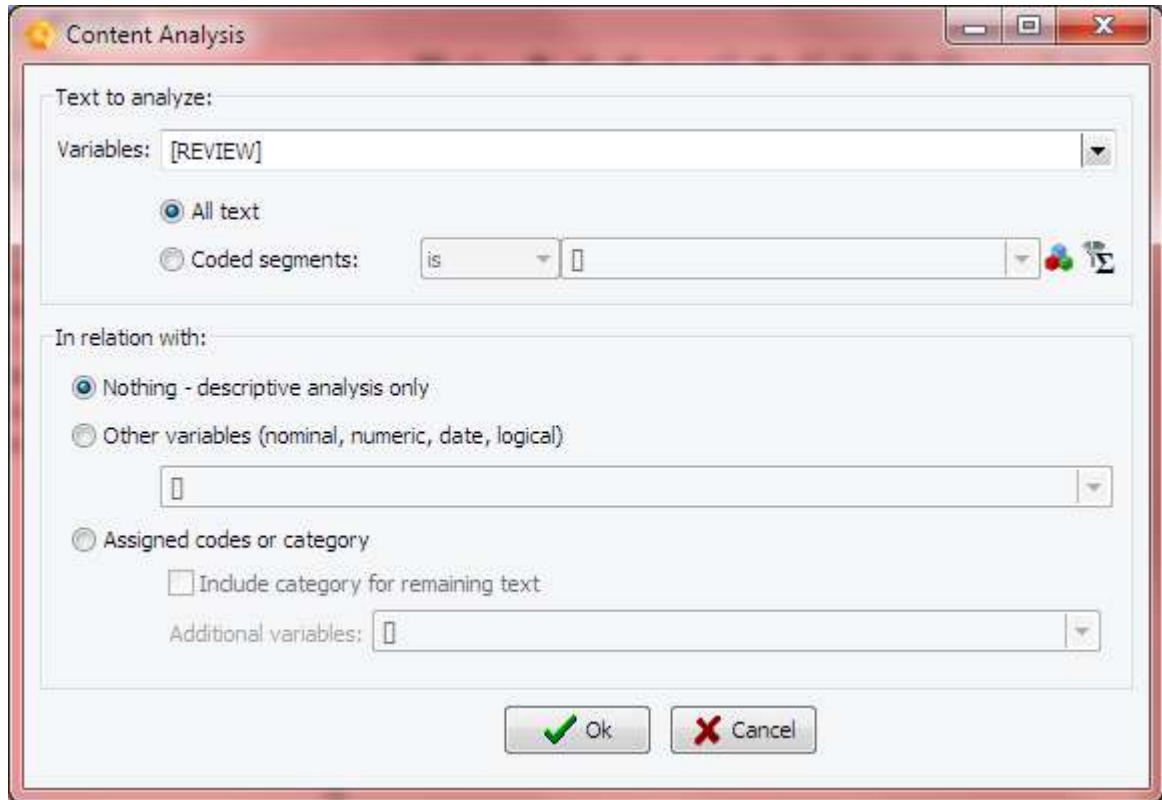 Content Analysis
Text to analyze:
Variables: [REVIEW]
All text
Coded segments: is []
In relation with:
Nothing - descriptive analysis only
Other variables (nominal, numeric, date, logical)
[]
Assigned codes or category
Include category for remaining text
Additional variables: []
Ok Cancel